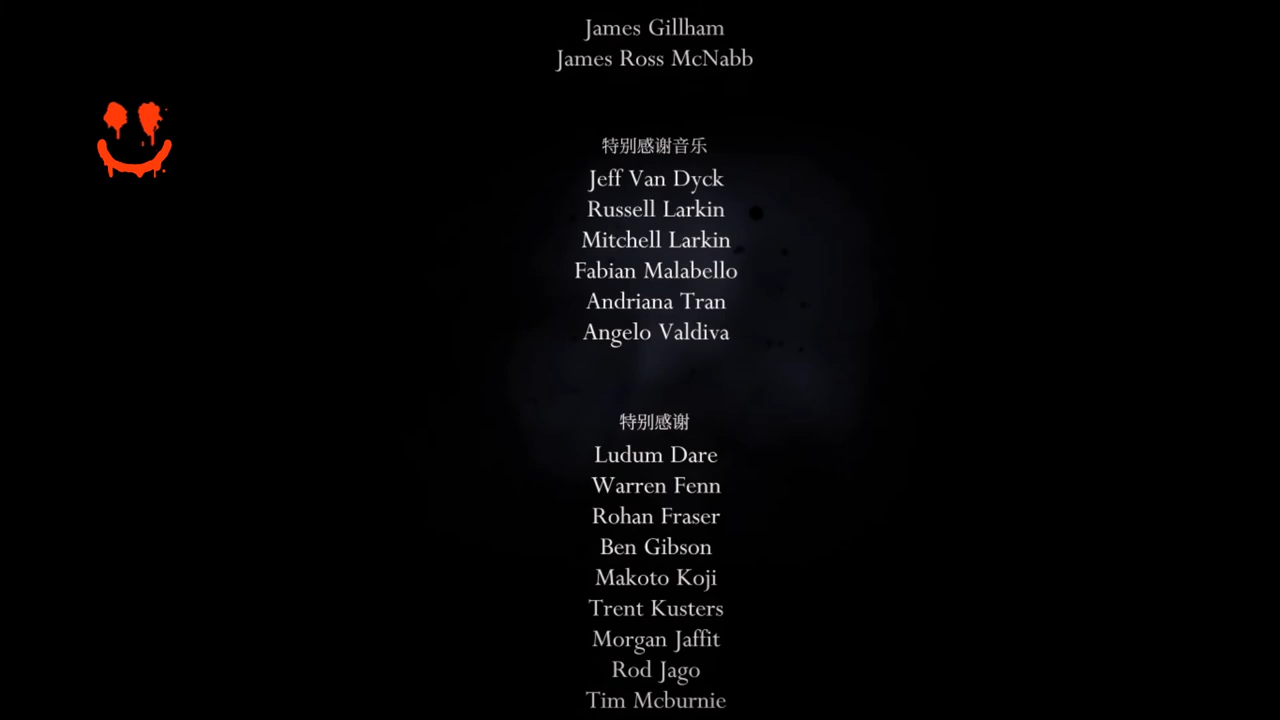 James Gillham
James Ross McNabb
特别感谢音乐
Jeff Van Dyck
Russell Larkin
Mitchell Larkin
Fabian Malabello
Andriana Tran
Angelo Valdiva
特别感谢
Ludum Dare
Warren Fenn
Rohan Fraser
Ben Gibson
Makoto Koji
Trent Kusters
Morgan Jaffit
Rod Jago
Tim Mcburnie